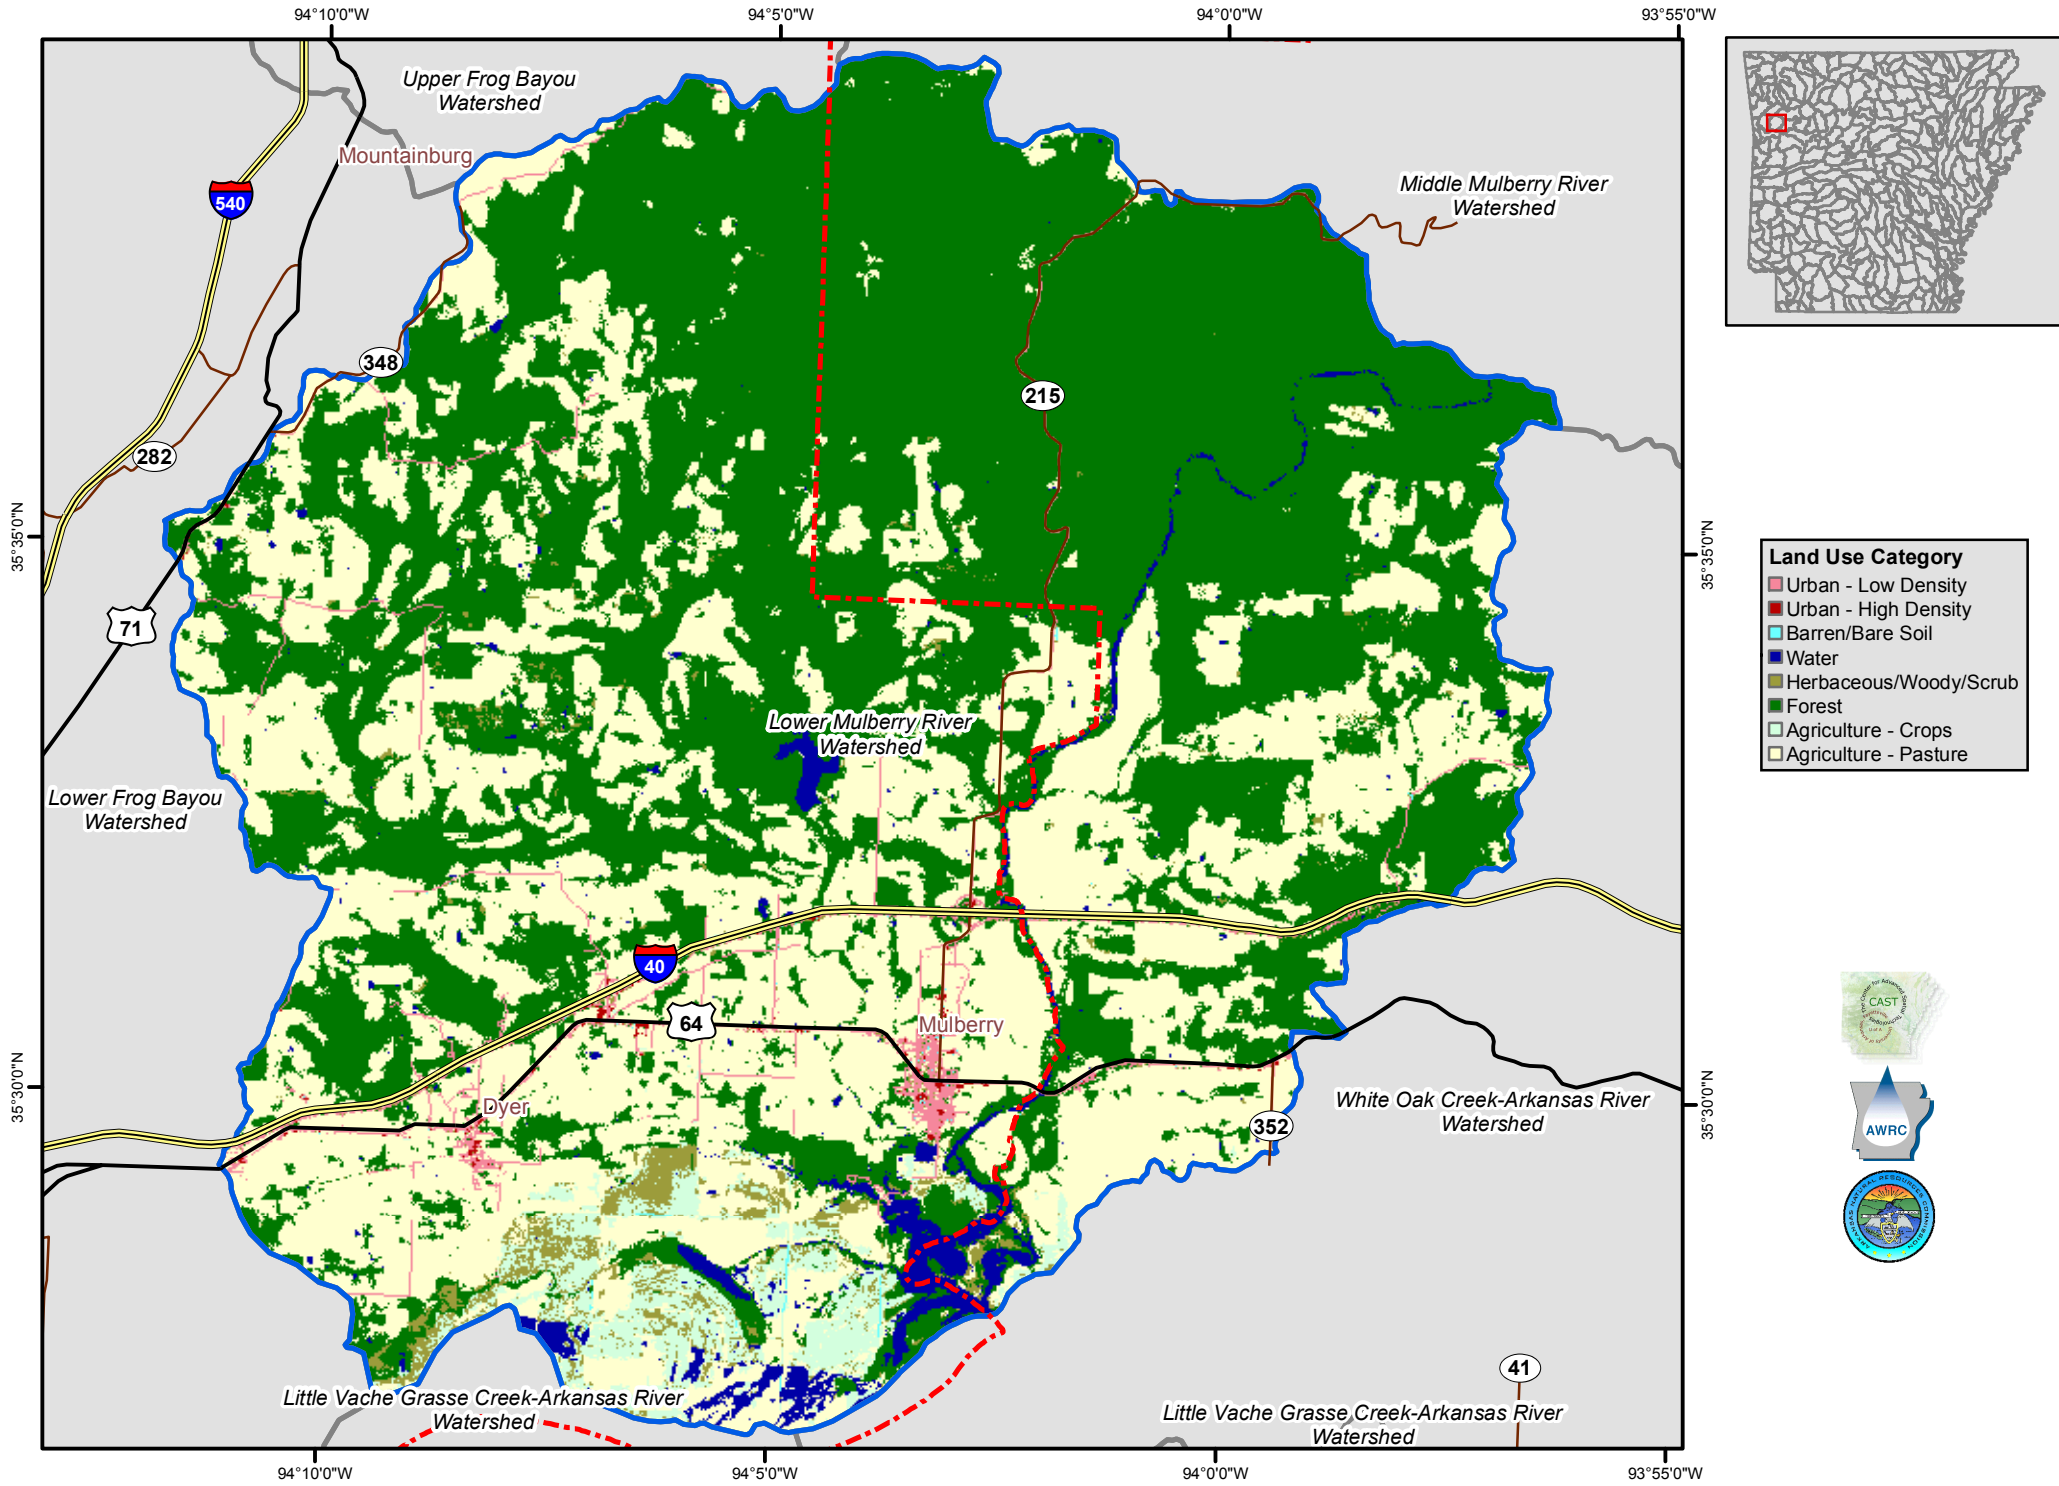 94°10'0"W
94°5'0"W
94°0'0"W
93°55'0"W
Upper Frog Bayou
Watershed
Mountainburg
540
Middle Mulberry River
Watershed
348
215
282
35°35'0"N
35°35'0"N
71
Land Use Category
Urban - Low Density
Urban - High Density
Barren/Bare Soil
Water
Herbaceous/Woody/Scrub
Forest
Agriculture - Crops
Agriculture - Pasture
Lower Mulberry River
Watershed
Lower Frog Bayou
Watershed
40
64
Mulberry
CAST
35°30'0"N
35°30'0"N
Dyer
White Oak Creek-Arkansas River
Watershed
352
AWRC
ARKANSAS NATURAL RESOURCES COMMISSION
41
Little Vache Grasse Creek-Arkansas River
Watershed
Little Vache Grasse Creek-Arkansas River
Watershed
94°10'0"W
94°5'0"W
94°0'0"W
93°55'0"W